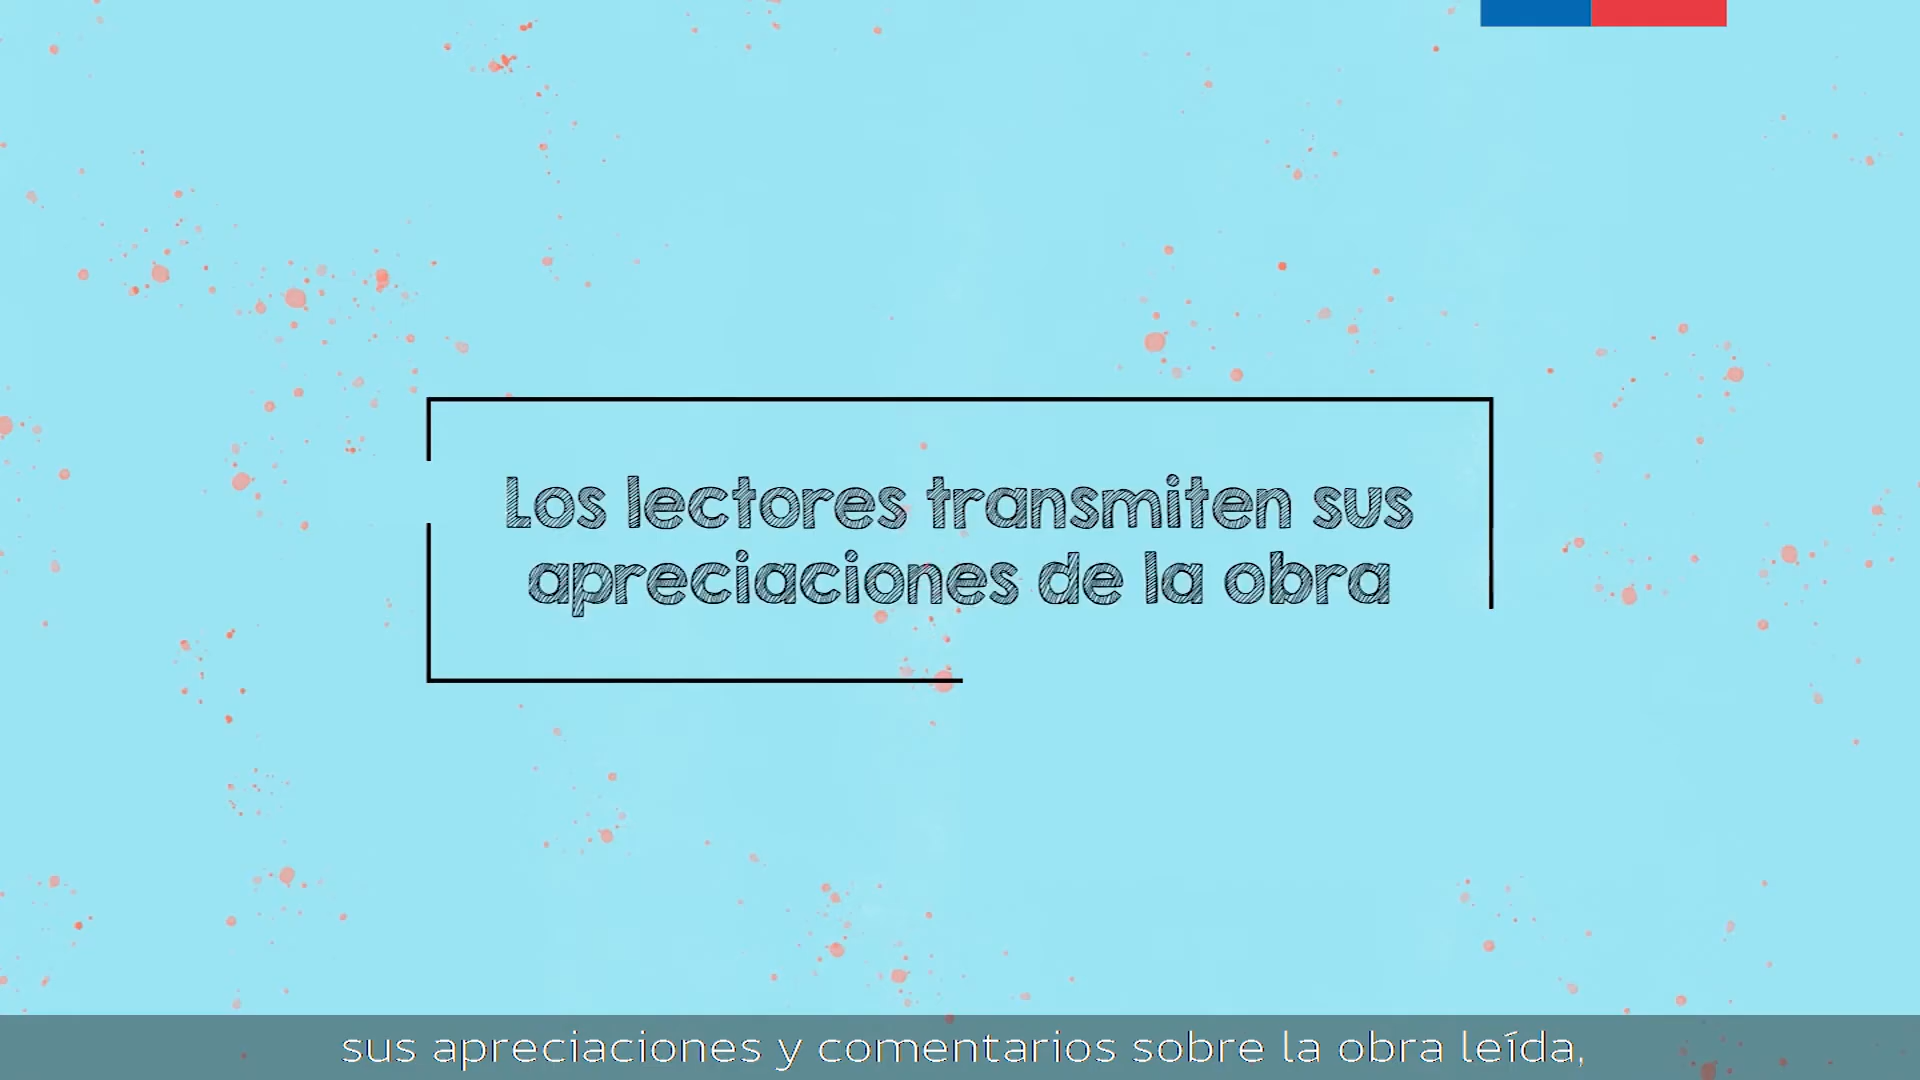 Los lectores transmiten sus
apreciaciones de la obra
sus apreciaciones y comentarios sobre la obra leída,